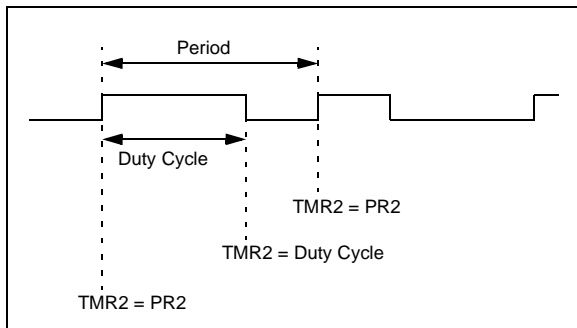 Period
Duty Cycle
TMR2 = PR2
TMR2 = Duty Cycle
TMR2 = PR2